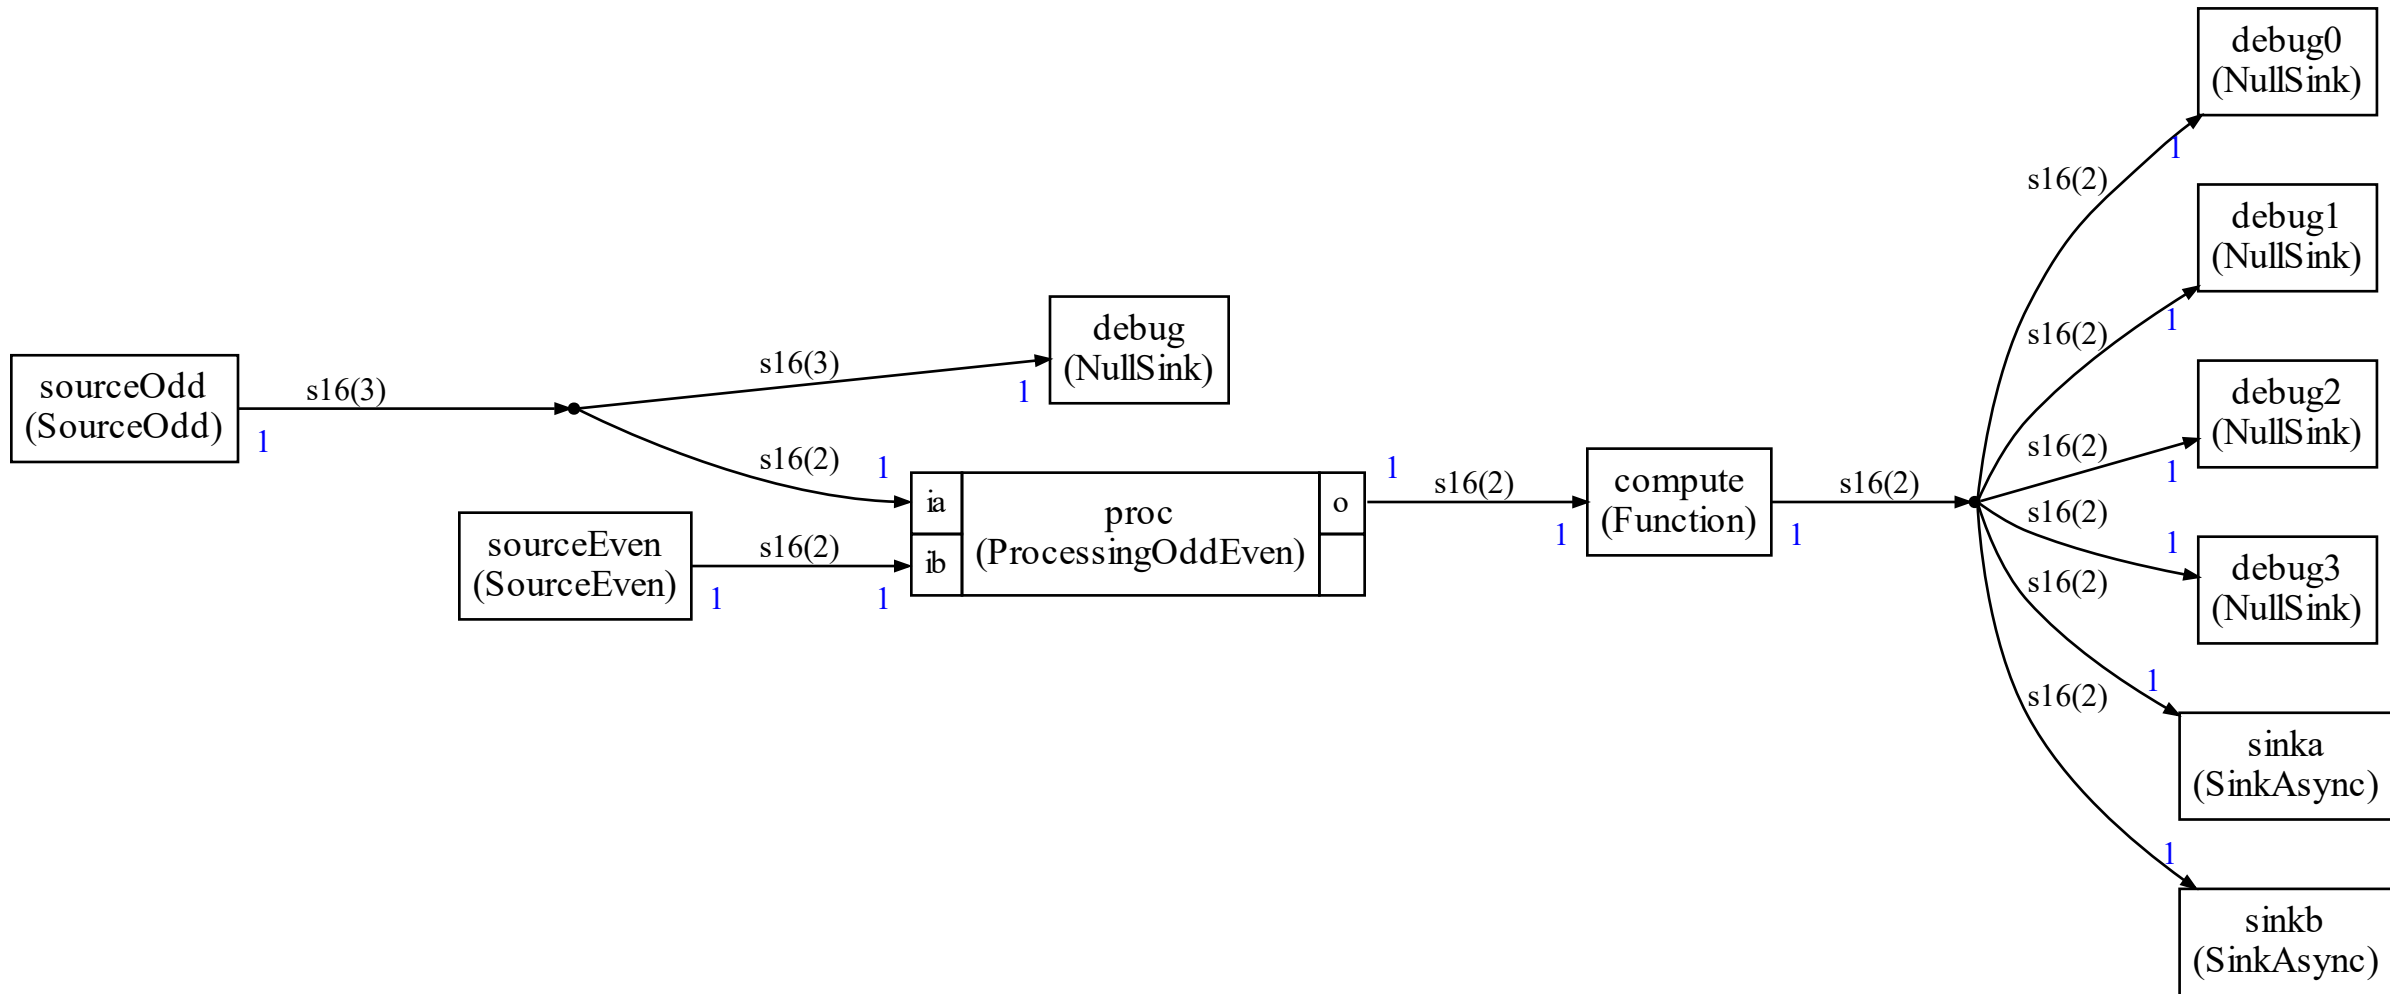 sourceOdd
(SourceOdd)
1
s16(3)
s16(3)
1
debug
(NullSink)
s16(2)
1
sourceEven
(SourceEven)
1
s16(2)
1
ia
ib
proc
(ProcessingOddEven)
o
1
s16(2)
1
compute
(Function)
1
s16(2)
s16(2)
1
debug0
(NullSink)
s16(2)
1
debug1
(NullSink)
s16(2)
1
debug2
(NullSink)
s16(2)
1
debug3
(NullSink)
s16(2)
1
sinka
(SinkAsync)
s16(2)
1
sinkb
(SinkAsync)